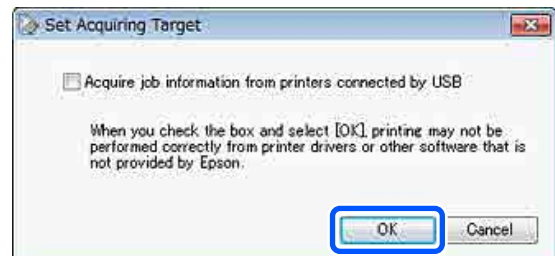 Set Acquiring Target
Acquire job information from printers connected by USB
When you check the box and select [OK], printing may not be
performed correctly from printer drivers or other software that is
not provided by Epson.
OK Cancel